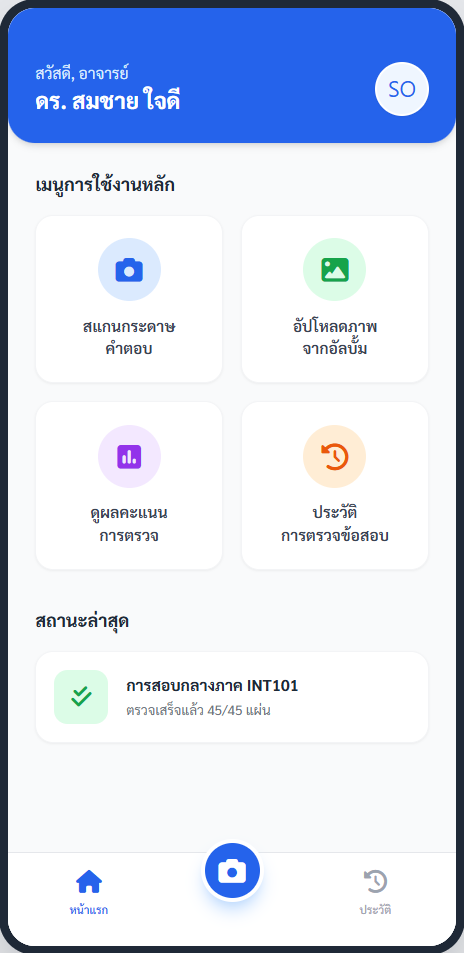 สวัสดี, อาจารย์
ดร. สมชาย ใจดี
SO
เมนูการใช้งานหลัก
สแกนกระดาษ
คำตอบ
อัปโหลดภาพ
จากอัลบั้ม
ดูผลคะแนน
การตรวจ
ประวัติ
การตรวจข้อสอบ
สถานะล่าสุด
การสอบกลางภาค INT101
ตรวจเสร็จแล้ว 45/45 แผ่น
หน้าแรก
ประวัติ